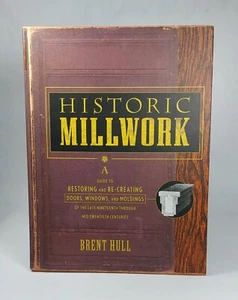 HISTORIC
MILLWORK
A
GUIDE TO
RESTORING AND RE-CREATING
DOORS, WINDOWS, AND MOLDINGS
OF THE LATE NINETEENTH THROUGH
MID-TWENTIETH CENTURIES
BRENT HULL